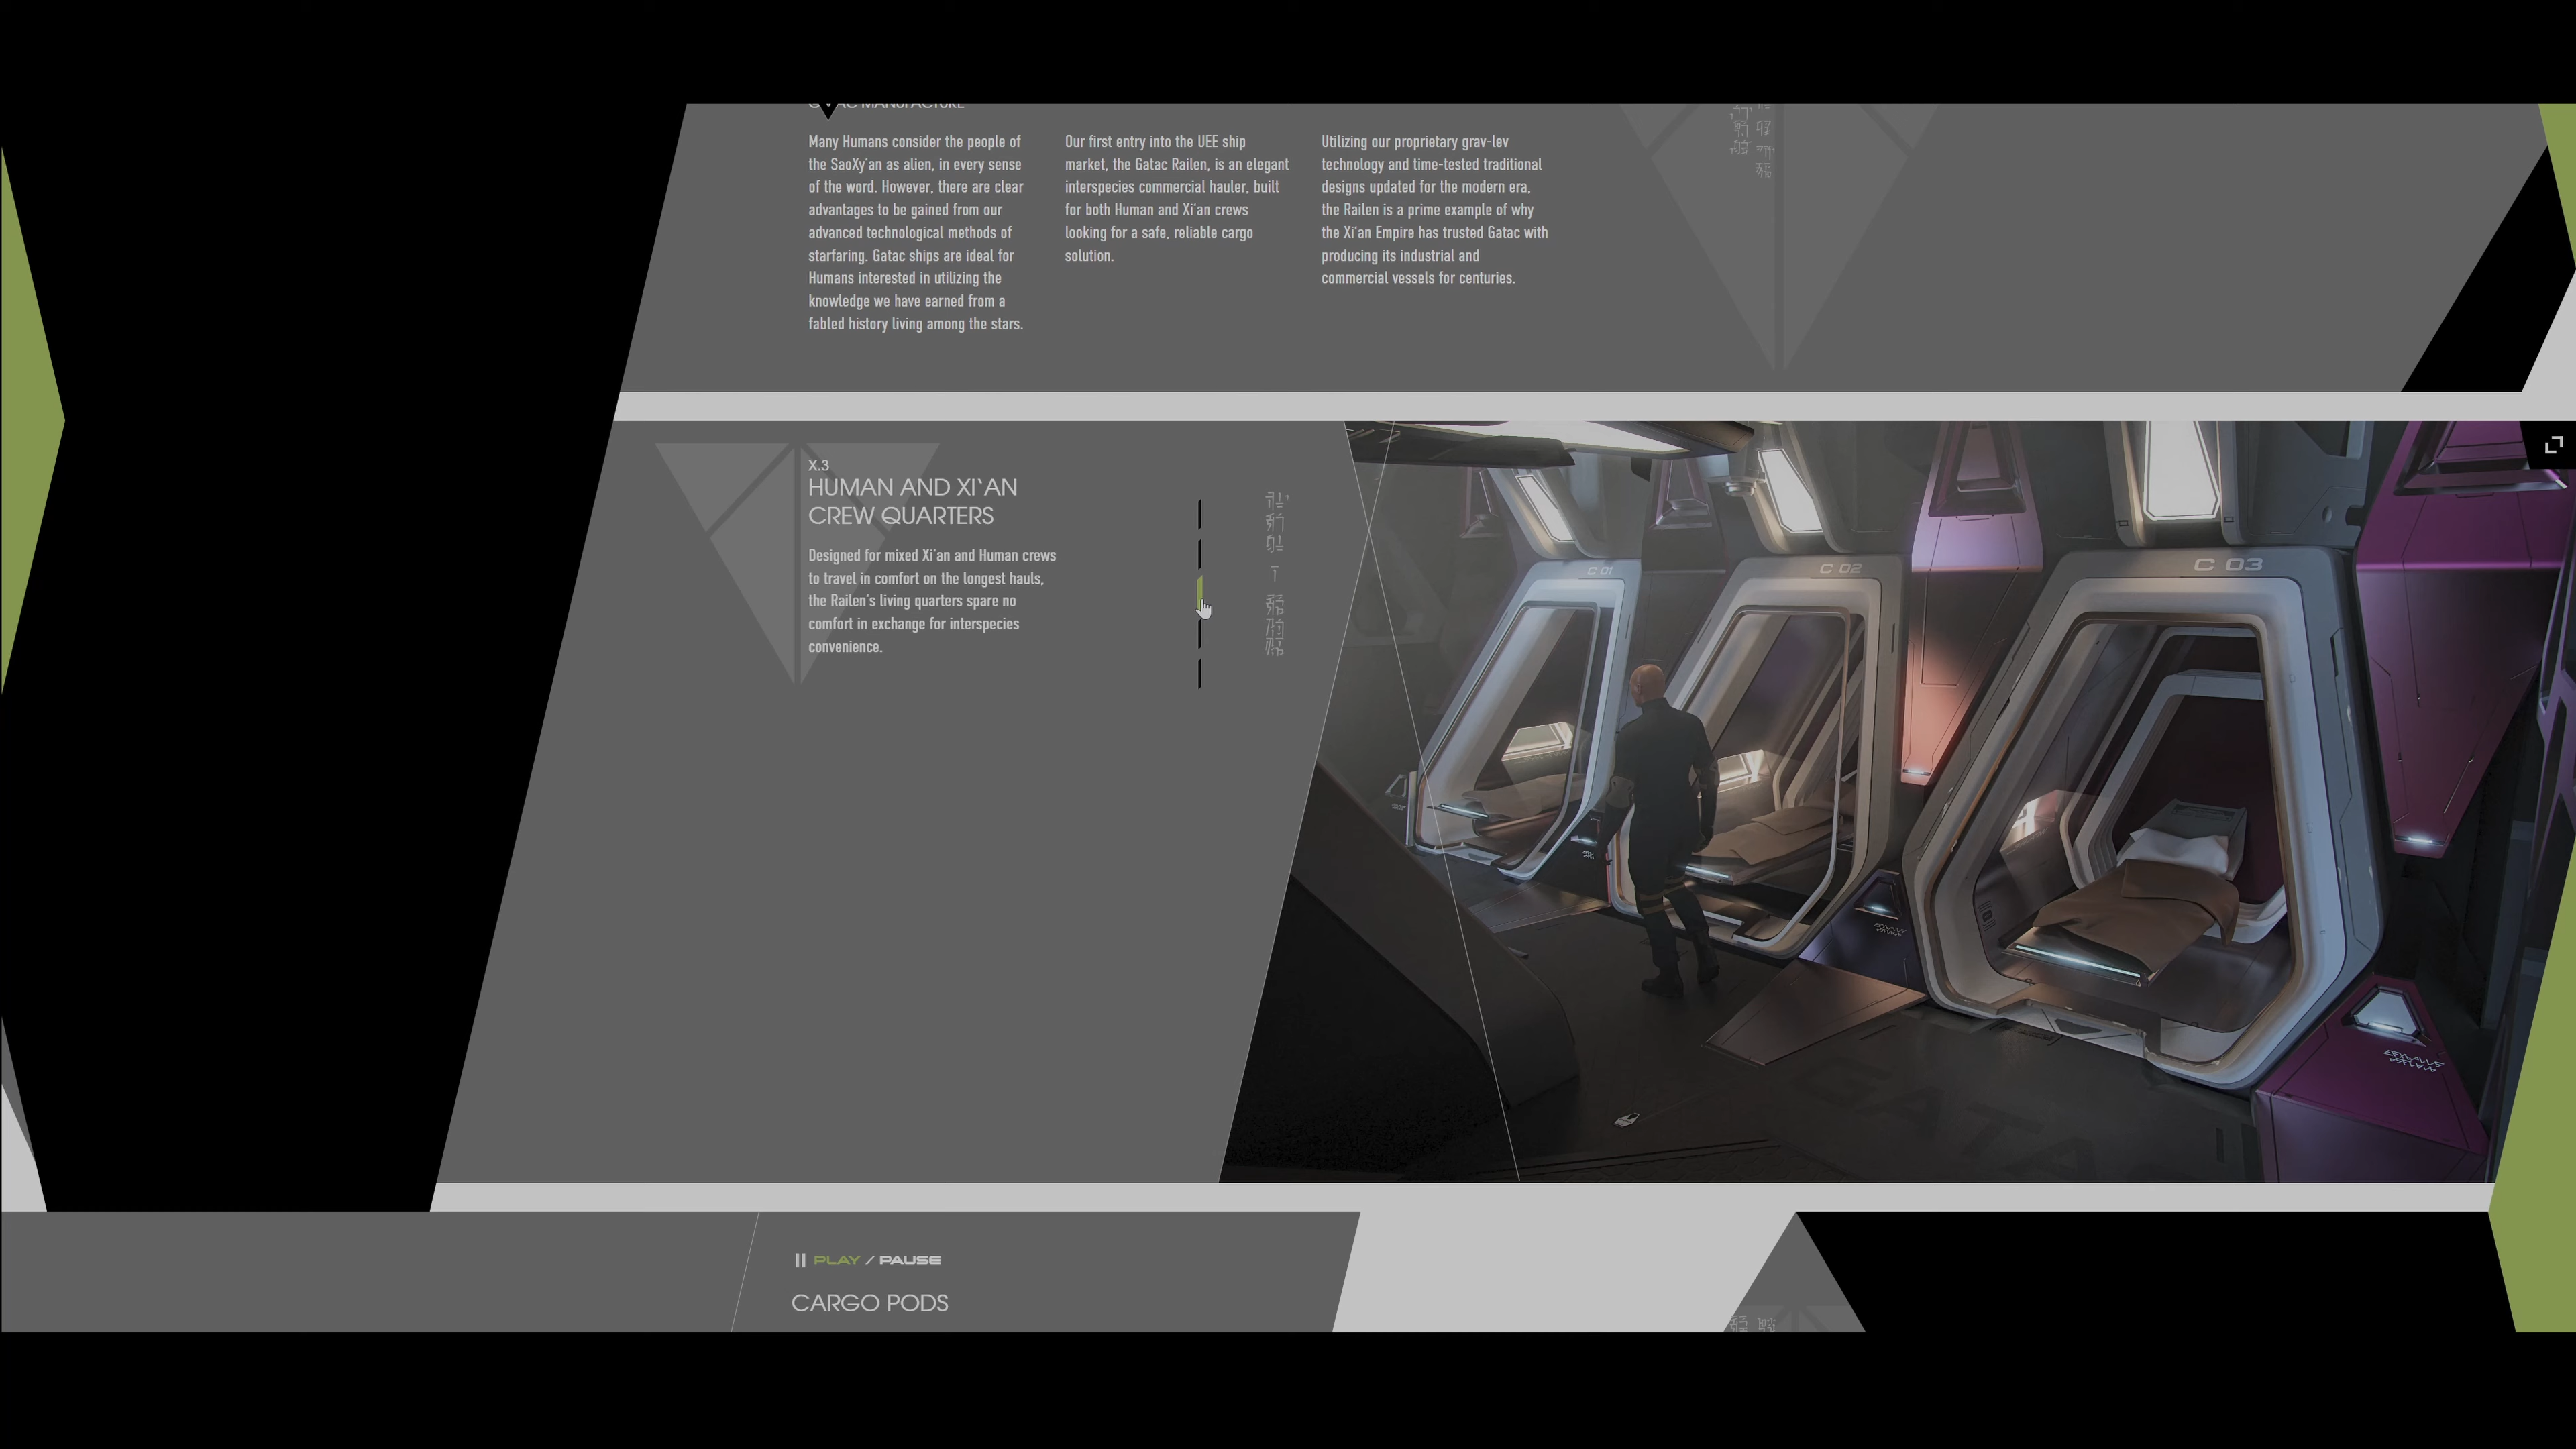 Many Humans consider the people of
the SaoXy'an as alien, in every sense
of the word. However, there are clear
advantages to be gained from our
advanced technological methods of
starfaring. Gatac ships are ideal for
Humans interested in utilizing the
knowledge we have earned from a
fabled history living among the stars.
Our first entry into the UEE ship
market, the Gatac Railen, is an elegant
interspecies commercial hauler, built
for both Human and Xi'an crews
looking for a safe, reliable cargo
solution.
Utilizing our proprietary grav-lev
technology and time-tested traditional
designs updated for the modern era,
the Railen is a prime example of why
the Xi'an Empire has trusted Gatac with
producing its industrial and
commercial vessels for centuries.
X.3
HUMAN AND XI'AN
CREW QUARTERS
Designed for mixed Xi'an and Human crews
to travel in comfort on the longest hauls,
the Railen's living quarters spare no
comfort in exchange for interspecies
convenience.
C 01
C 02
C 03
PLAY / PAUSE
CARGO PODS